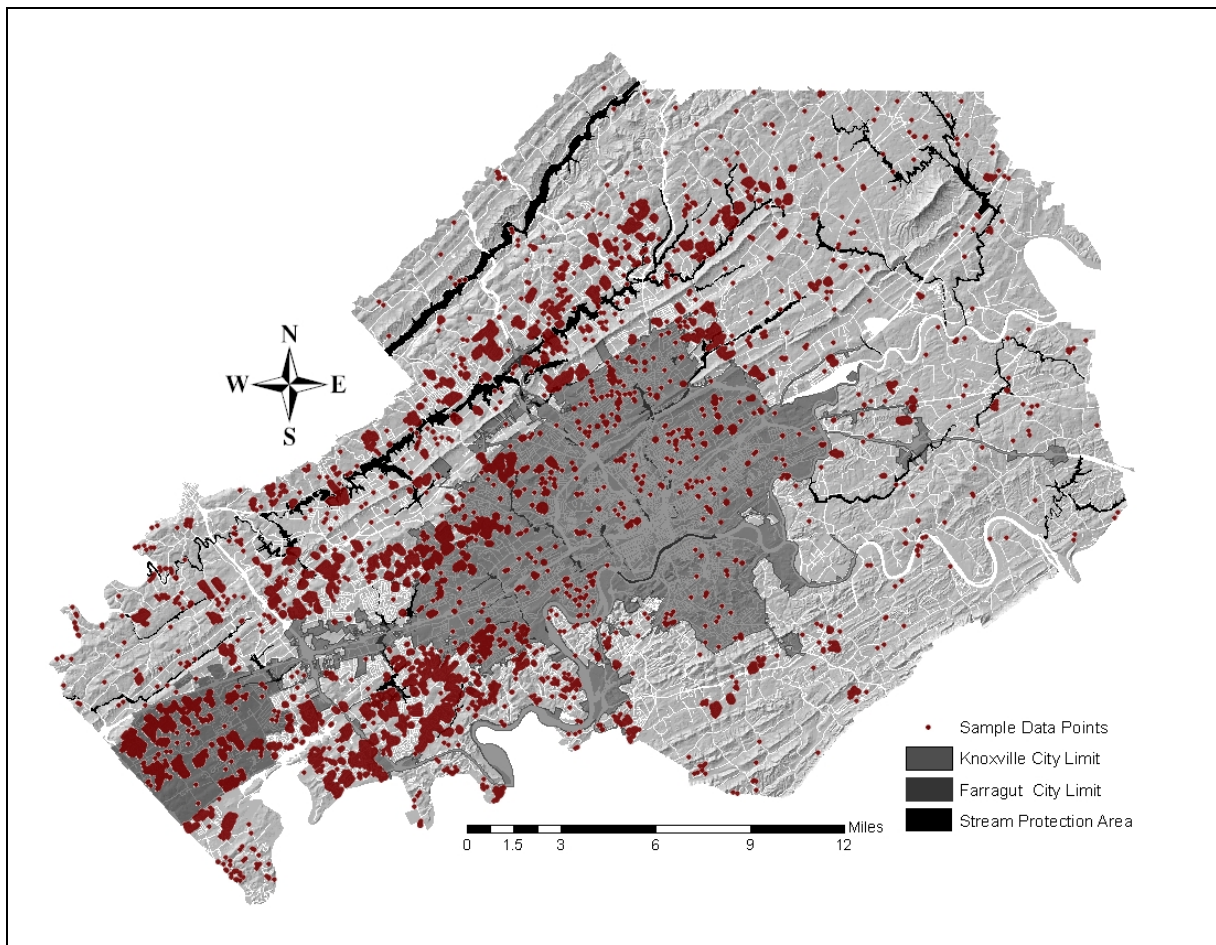 N
W E
S
Sample Data Points
Knoxville City Limit
Farragut City Limit
Stream Protection Area
Miles
0 1.5 3 6 9 12